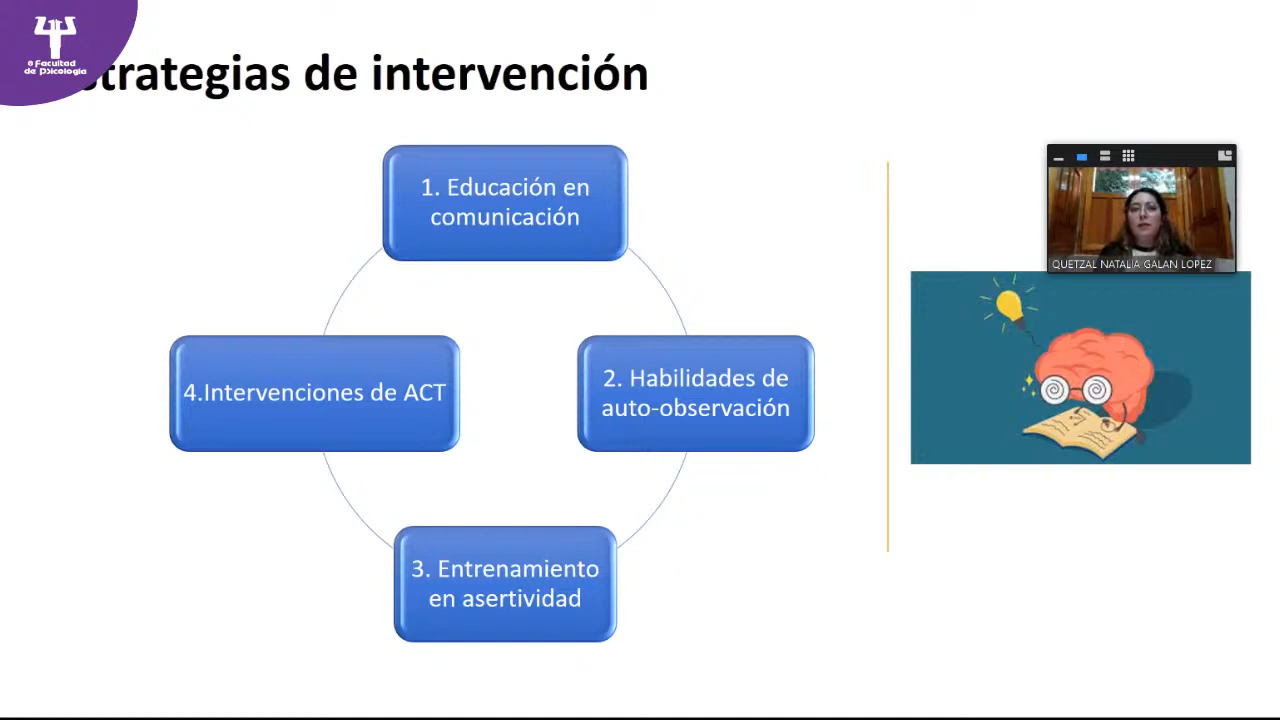 ® Facultad
de Psicología
strategias de intervención
1. Educación en
comunicación
2. Habilidades de
auto-observación
3. Entrenamiento
en asertividad
4.Intervenciones de ACT
QUETZAL NATALIA GALAN LOPEZ